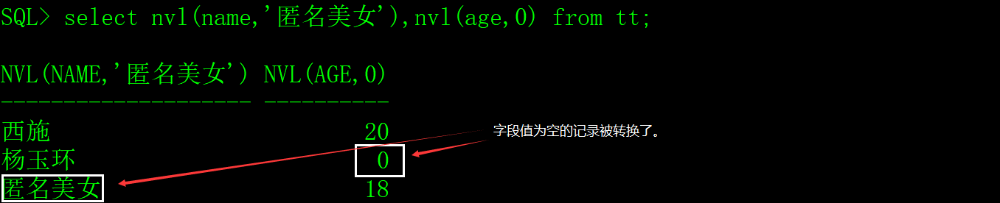 SQL> select nvl(name,'匿名美女'),nvl(age,0) from tt;
NVL(NAME,'匿名美女') NVL(AGE,0)
-------------------- ----------
西施 20
字段值为空的记录被转换了。
杨玉环 0
匿名美女 18